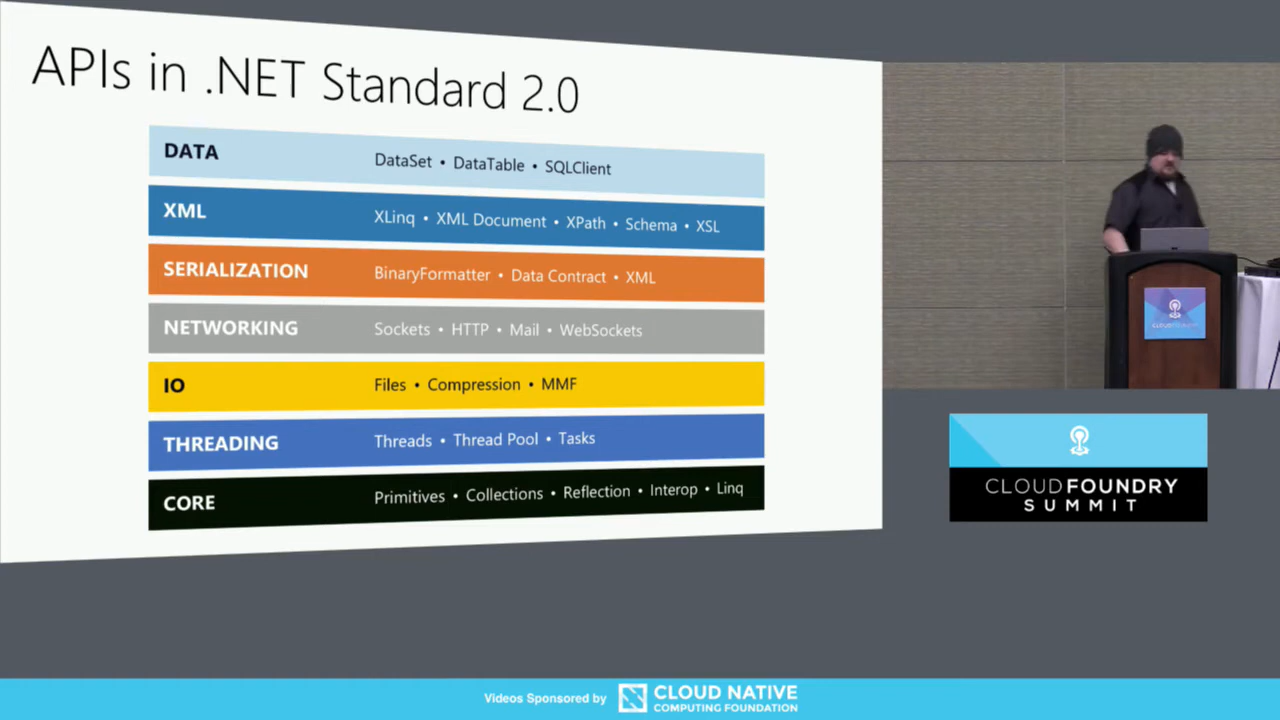 APIs in .NET Standard 2.0
DATA DataSet • DataTable • SQLClient
XML XLinq • XML Document • XPath • Schema • XSL
SERIALIZATION BinaryFormatter • Data Contract • XML
NETWORKING Sockets • HTTP • Mail • WebSockets
IO Files • Compression • MMF
THREADING Threads • Thread Pool • Tasks
CORE Primitives • Collections • Reflection • Interop • Linq
CLOUDFOUNDRY
CLOUDFOUNDRY
SUMMIT
Videos Sponsored by
CLOUD NATIVE
COMPUTING FOUNDATION